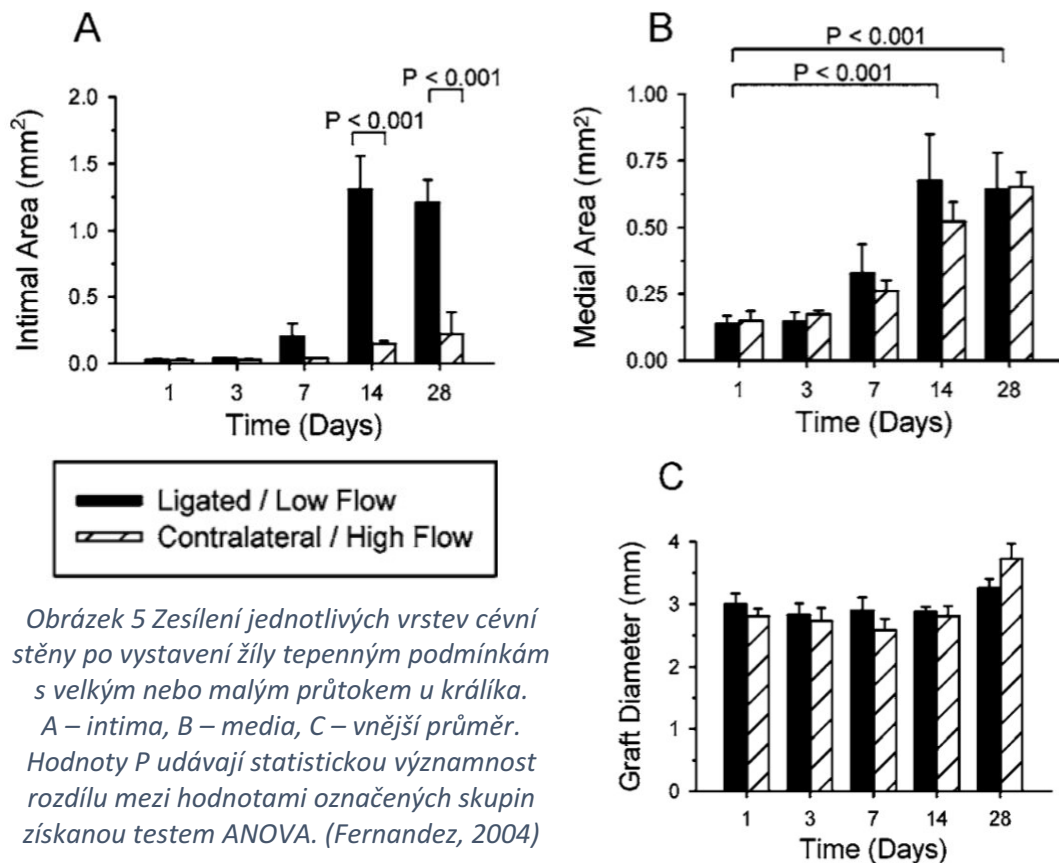 A
P < 0.001
P < 0.001
2.0
1.5
1.0
0.5
0.0
Intimal Area (mm²)
1 3 7 14 28
Time (Days)
B
P < 0.001
P < 0.001
1.00
0.75
0.50
0.25
0.00
Medial Area (mm²)
1 3 7 14 28
Time (Days)
Ligated / Low Flow
Contralateral / High Flow
Obrázek 5 Zesílení jednotlivých vrstev cévní
stěny po vystavení žíly tepenným podmínkám
s velkým nebo malým průtokem u králíka.
A – intima, B – media, C – vnější průměr.
Hodnoty P udávají statistickou významnost
rozdílu mezi hodnotami označených skupin
získanou testem ANOVA. (Fernandez, 2004)
C
4
3
2
1
0
Graft Diameter (mm)
1 3 7 14 28
Time (Days)